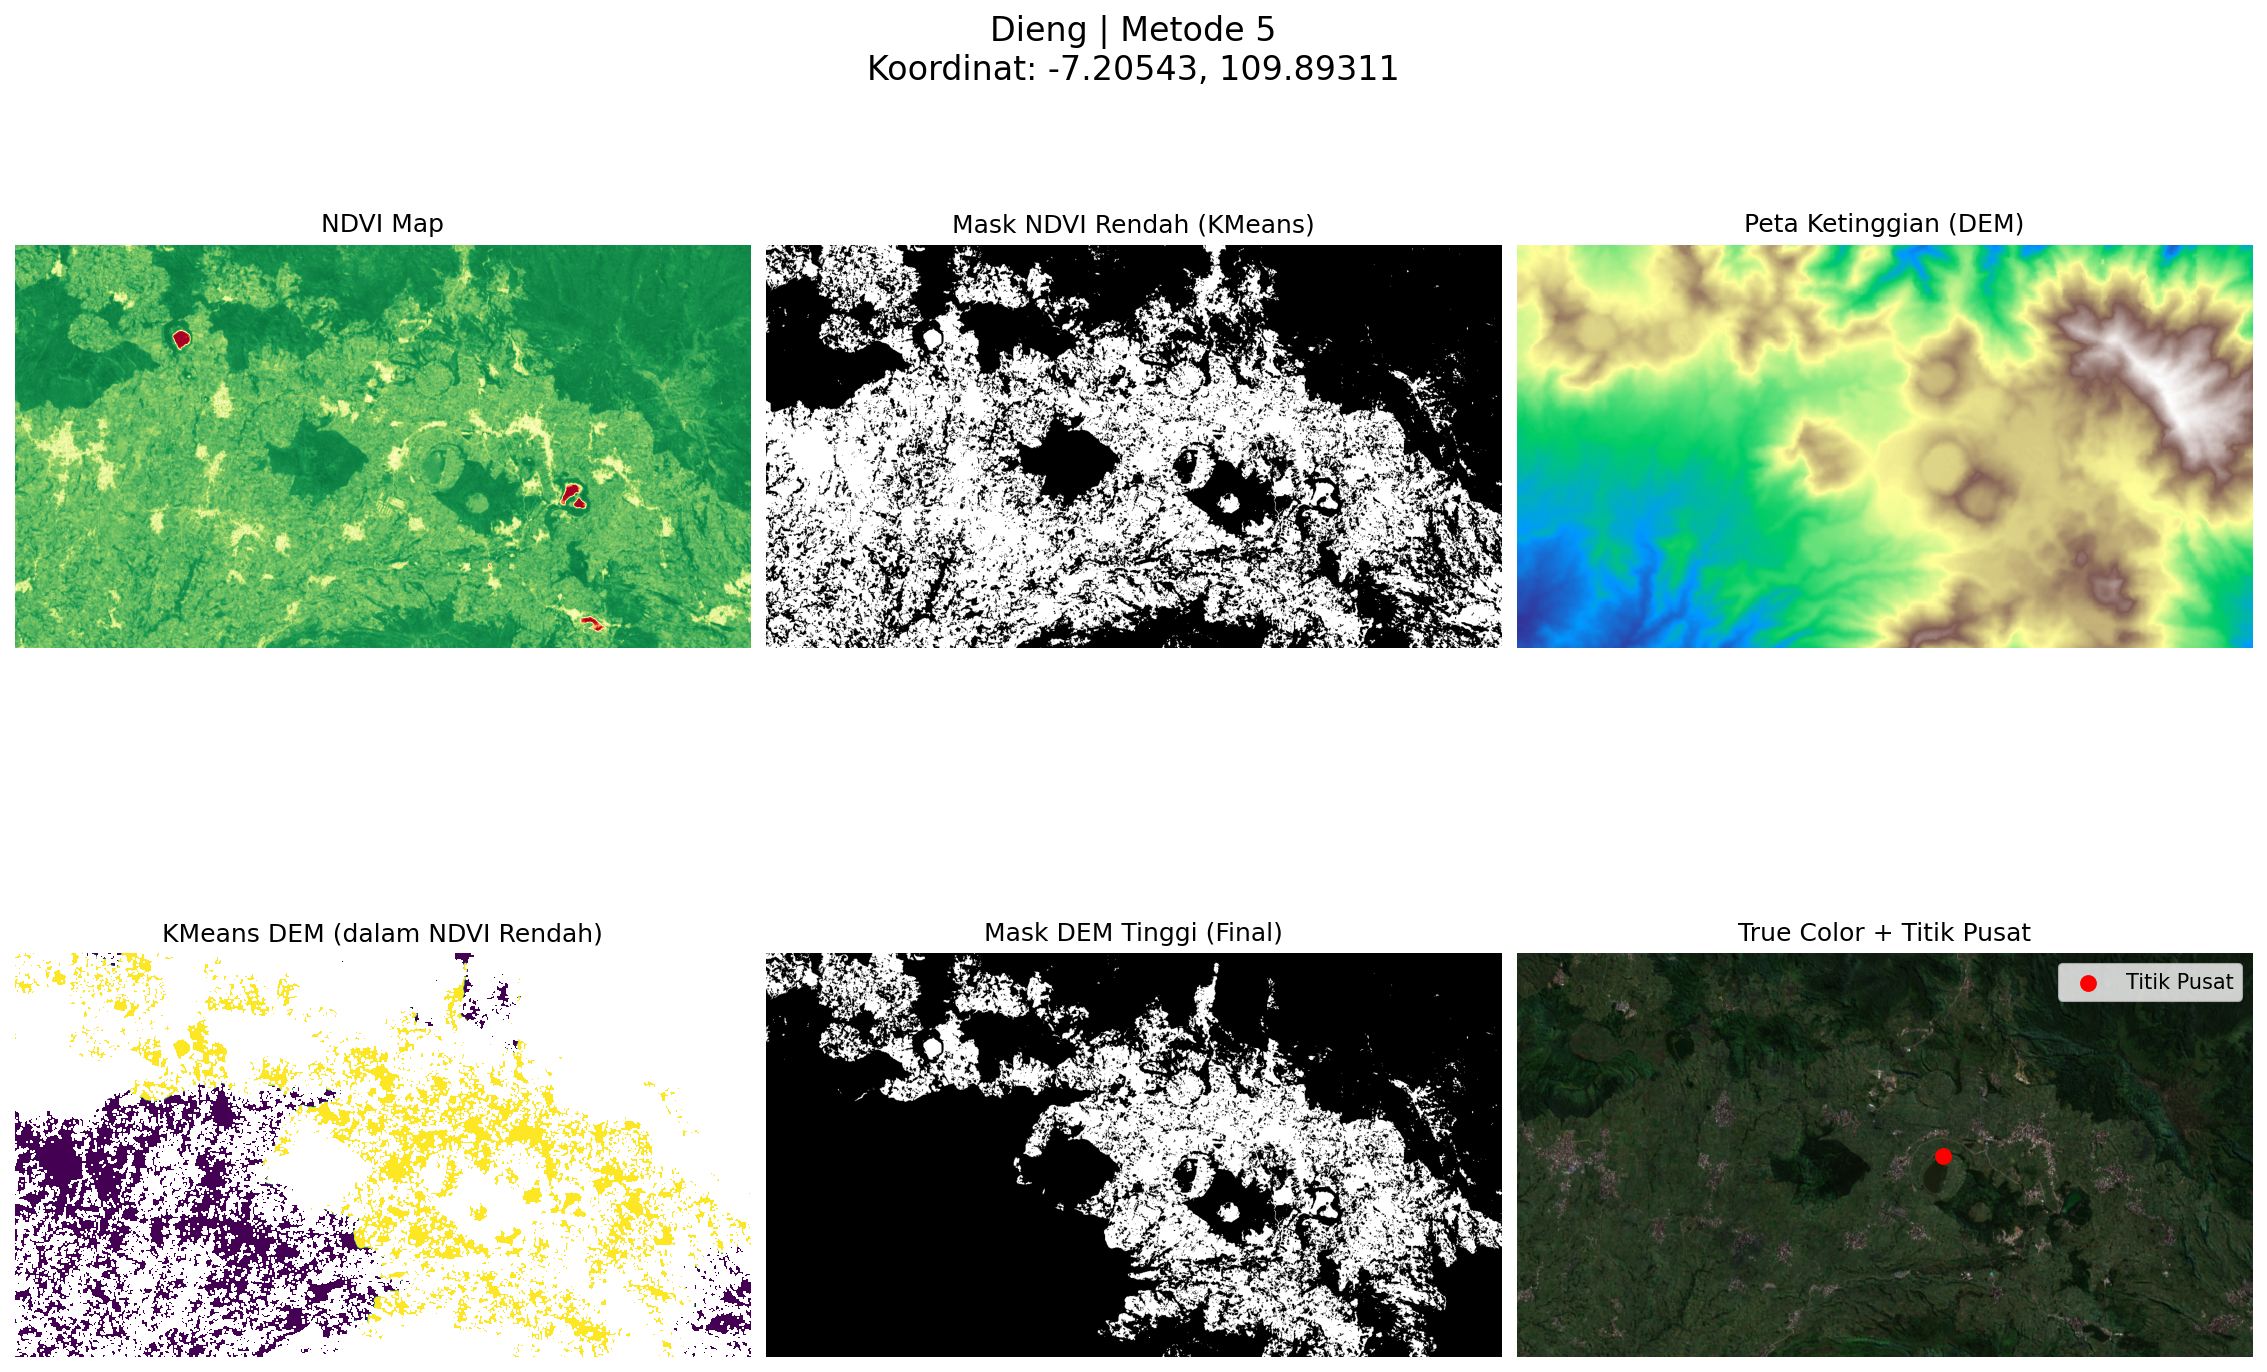 Dieng | Metode 5
Koordinat: -7.20543, 109.89311
NDVI Map
Mask NDVI Rendah (KMeans)
Peta Ketinggian (DEM)
KMeans DEM (dalam NDVI Rendah)
Mask DEM Tinggi (Final)
True Color + Titik Pusat
Titik Pusat